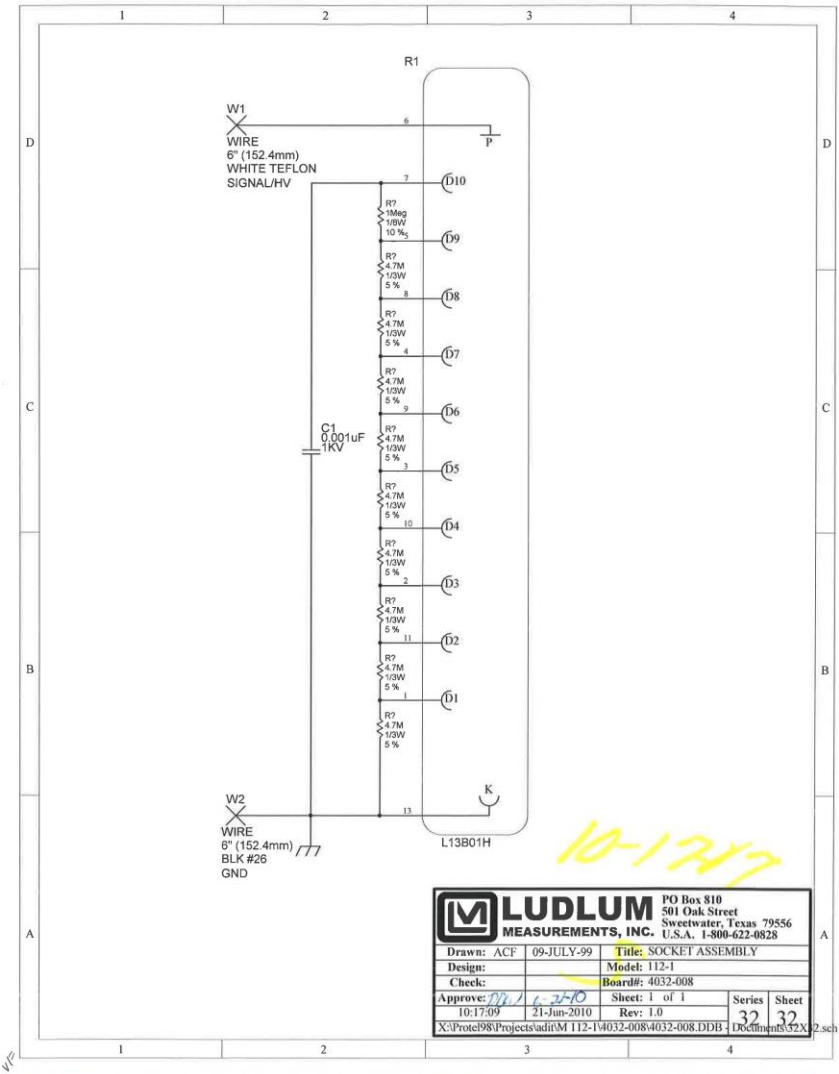 1 2 3 4
R1
W1
6
D
D
WIRE
P
6" (152.4mm)
WHITE TEFLON
SIGNAL/HV
7
D10
R?
1Meg
1/8W
10 %
5
D9
R?
4.7M
1/3W
5 %
8
D8
R?
4.7M
1/3W
5 %
4
D7
R?
4.7M
1/3W
5 %
9
D6
C
C
C1
0.001uF
1KV
R?
4.7M
1/3W
5 %
3
D5
R?
4.7M
1/3W
5 %
10
D4
R?
4.7M
1/3W
5 %
2
D3
R?
4.7M
1/3W
5 %
11
D2
B
B
R?
4.7M
1/3W
5 %
1
D1
R?
4.7M
1/3W
5 %
K
W2
13
WIRE
6" (152.4mm)
BLK #26
GND
L13B01H
A
A
LUDLUM
MEASUREMENTS, INC.
PO Box 810
501 Oak Street
Sweetwater, Texas 79556
U.S.A. 1-800-622-0828
Drawn: ACF 09-JULY-99 Title: SOCKET ASSEMBLY
Design: Model: 112-1
Check: Board#: 4032-008
Approve: Sheet: 1 of 1 Series Sheet
10:17:09 21-Jun-2010 Rev: 1.0 32 32
X:\Protel98\Projects\adit\M 112-1\4032-008\4032-008.DDB - Documents\32X32.sch
1 2 3 4